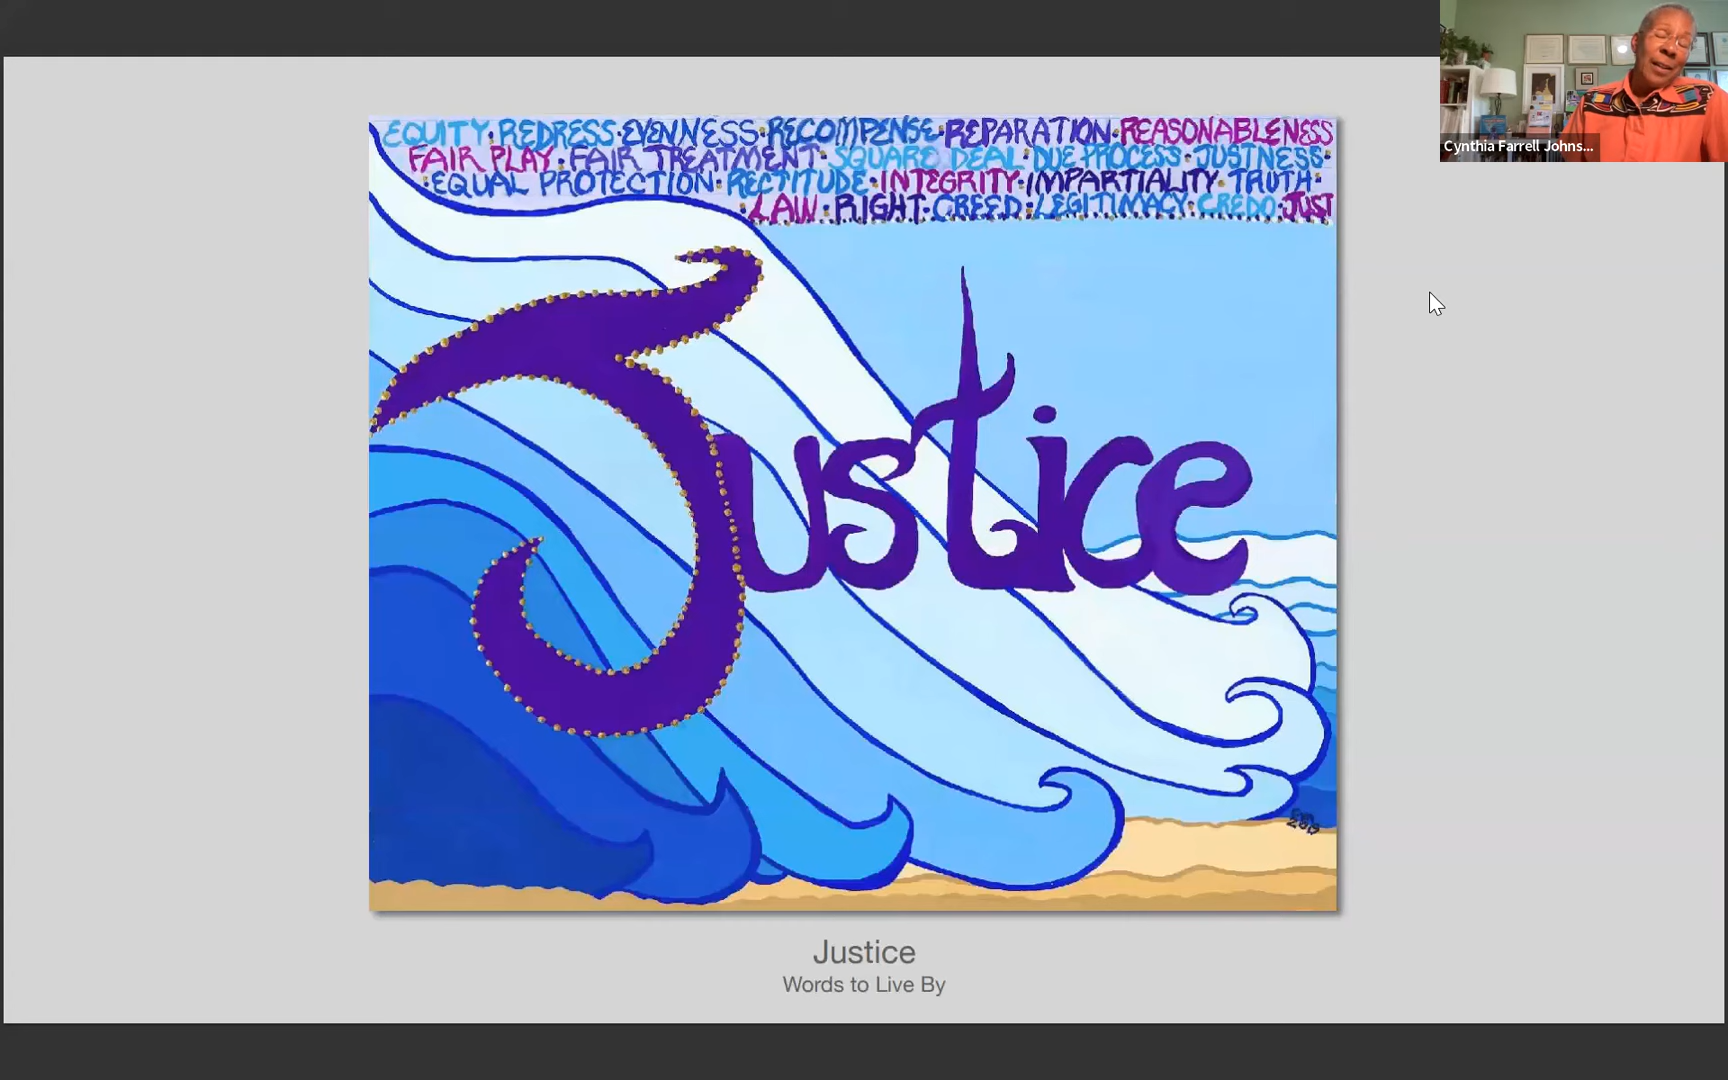 EQUITY·REDRESS·EVENNESS·RECOMPENSE·REPARATION·REASONABLENESS
FAIR PLAY·FAIR TREATMENT·SQUARE DEAL·DUE PROCESS·JUSTNESS·
·EQUAL PROTECTION·RECTITUDE·INTEGRITY·IMPARTIALITY·TRUTH·
·LAW·RIGHT·CREED·LEGITIMACY·CREDO·JUST
Justice
Justice
Words to Live By
Cynthia Farrell Johns...